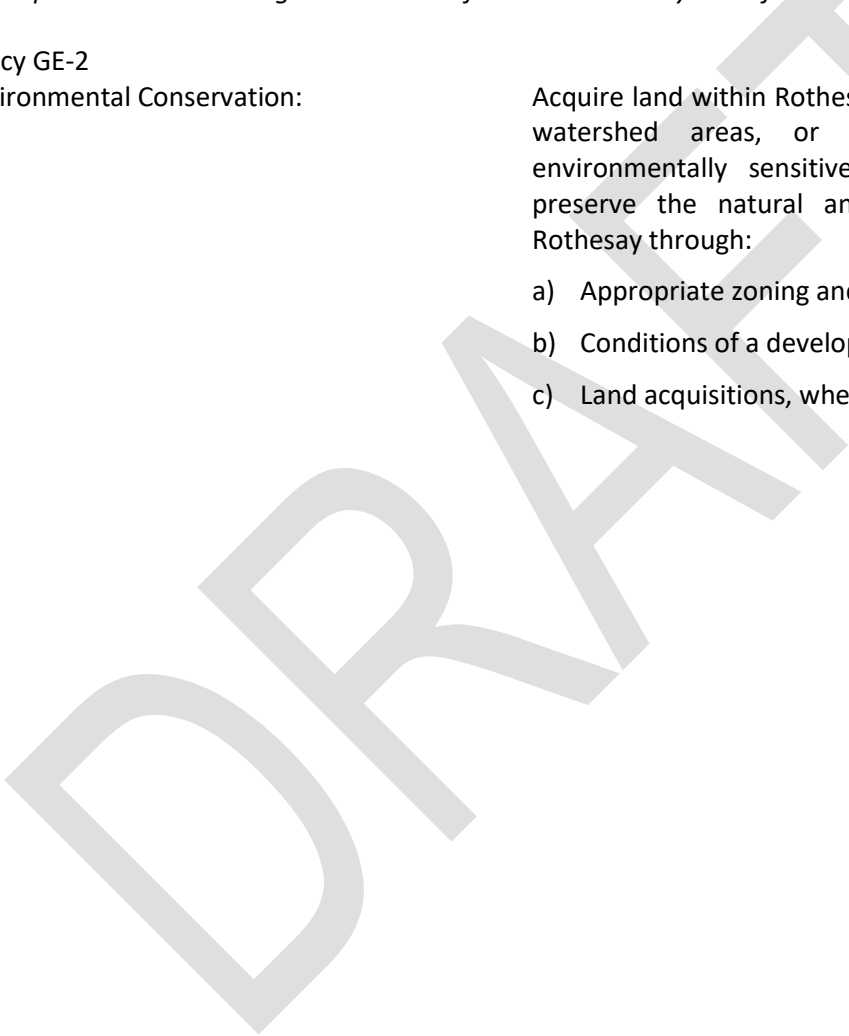 cy GE-2
ironmental Conservation:
Acquire land within Rothes
watershed areas, or
environmentally sensitive
preserve the natural an
Rothesay through:
a) Appropriate zoning and
b) Conditions of a develop
c) Land acquisitions, whe
DRAFT